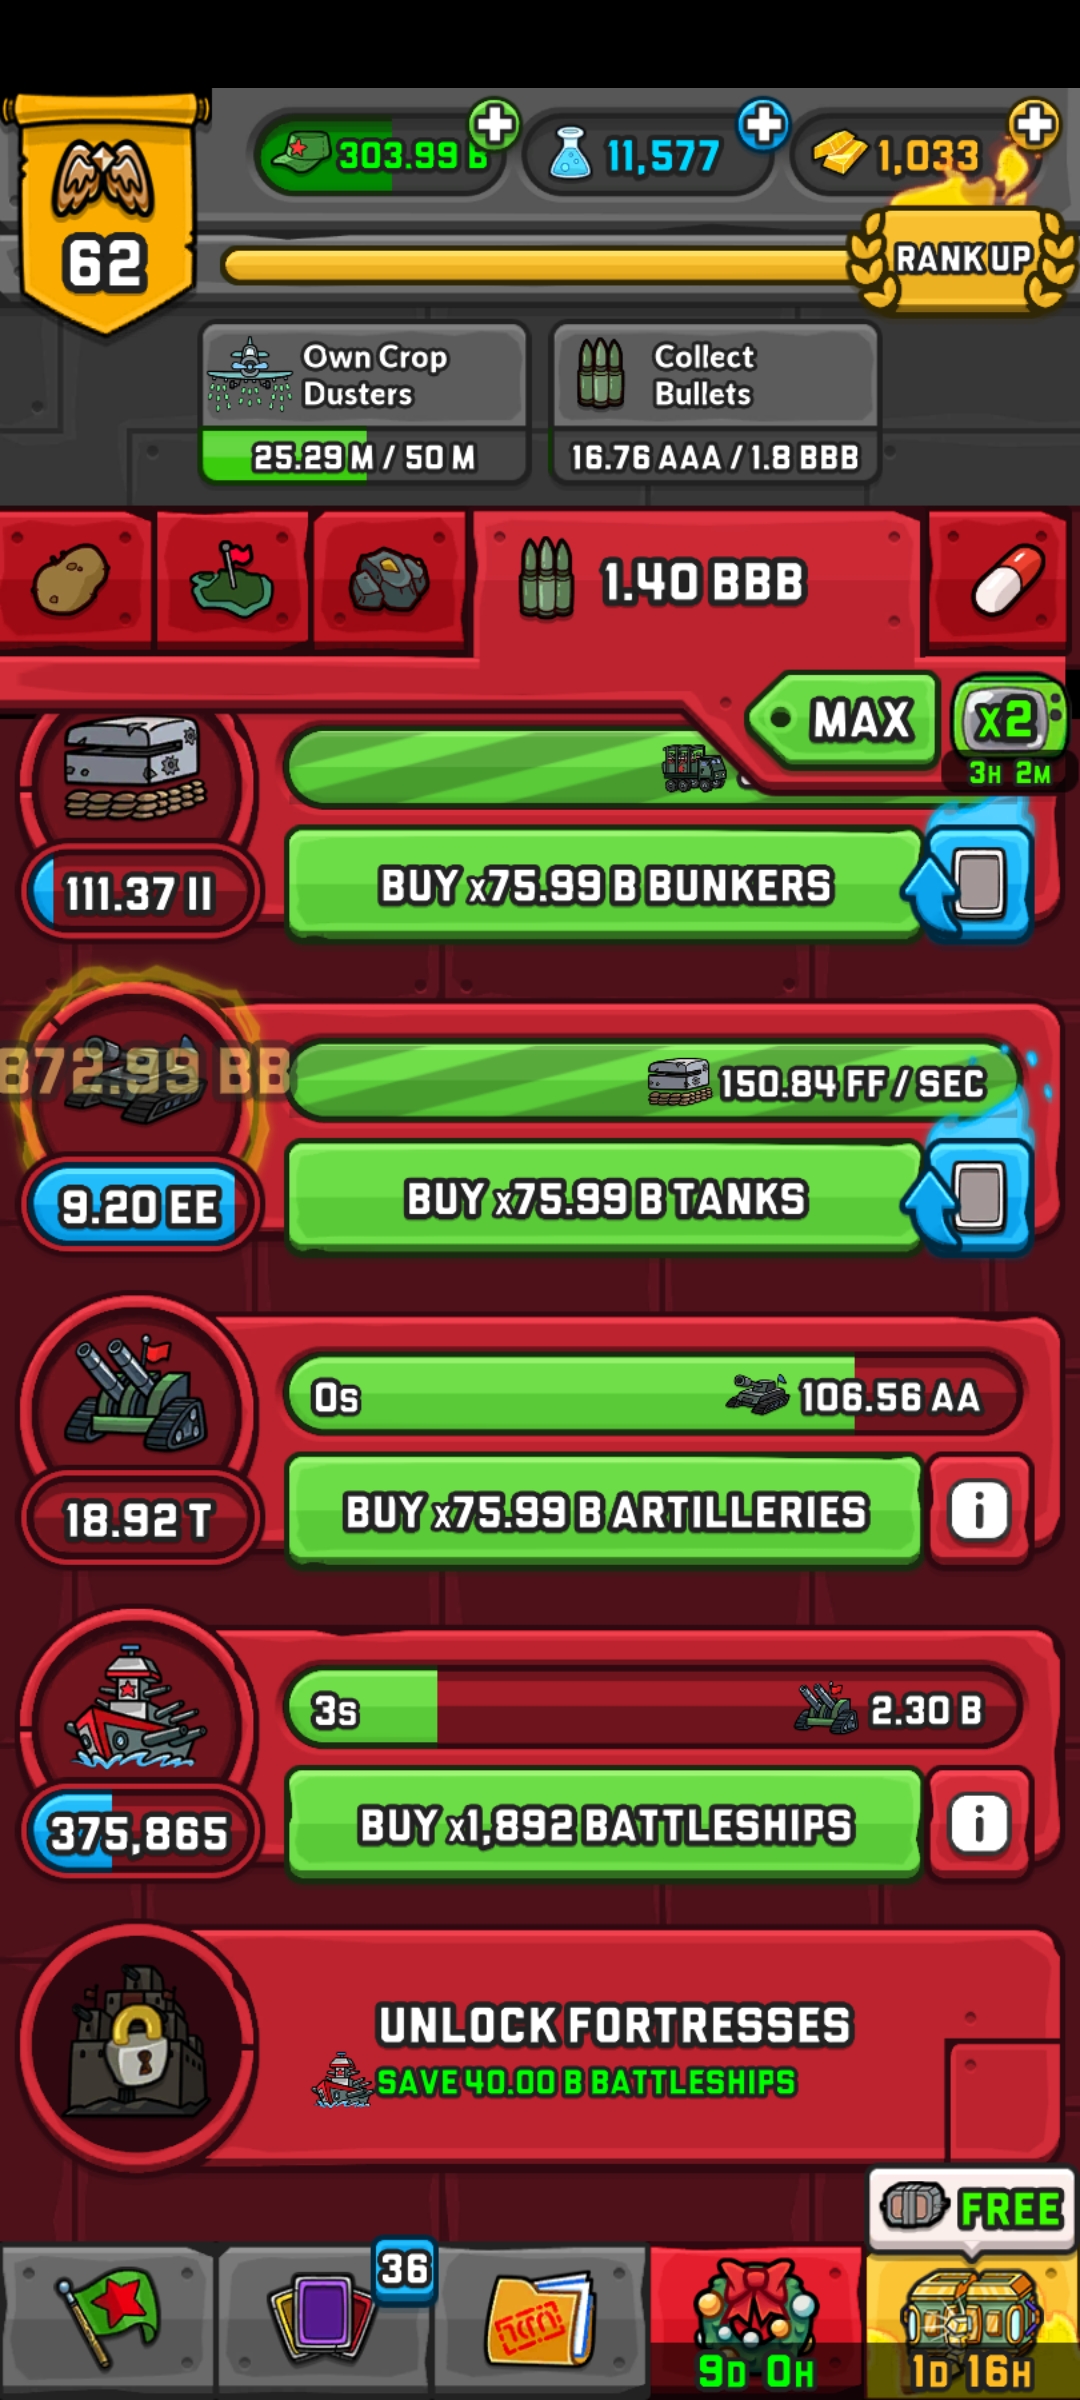 303.99 B
11,577
1,033
62
RANK UP
Own Crop
Dusters
25.29 M / 50 M
Collect
Bullets
16.76 AAA / 1.8 BBB
1.40 BBB
MAX
x2
3H 2M
111.37 II
BUY x75.99 B BUNKERS
872.99 BB
150.84 FF / SEC
9.20 EE
BUY x75.99 B TANKS
0s
106.56 AA
18.92 T
BUY x75.99 B ARTILLERIES
i
3s
2.30 B
375,865
BUY x1,892 BATTLESHIPS
i
UNLOCK FORTRESSES
SAVE 40.00 B BATTLESHIPS
FREE
36
9D 0H
1D 16H